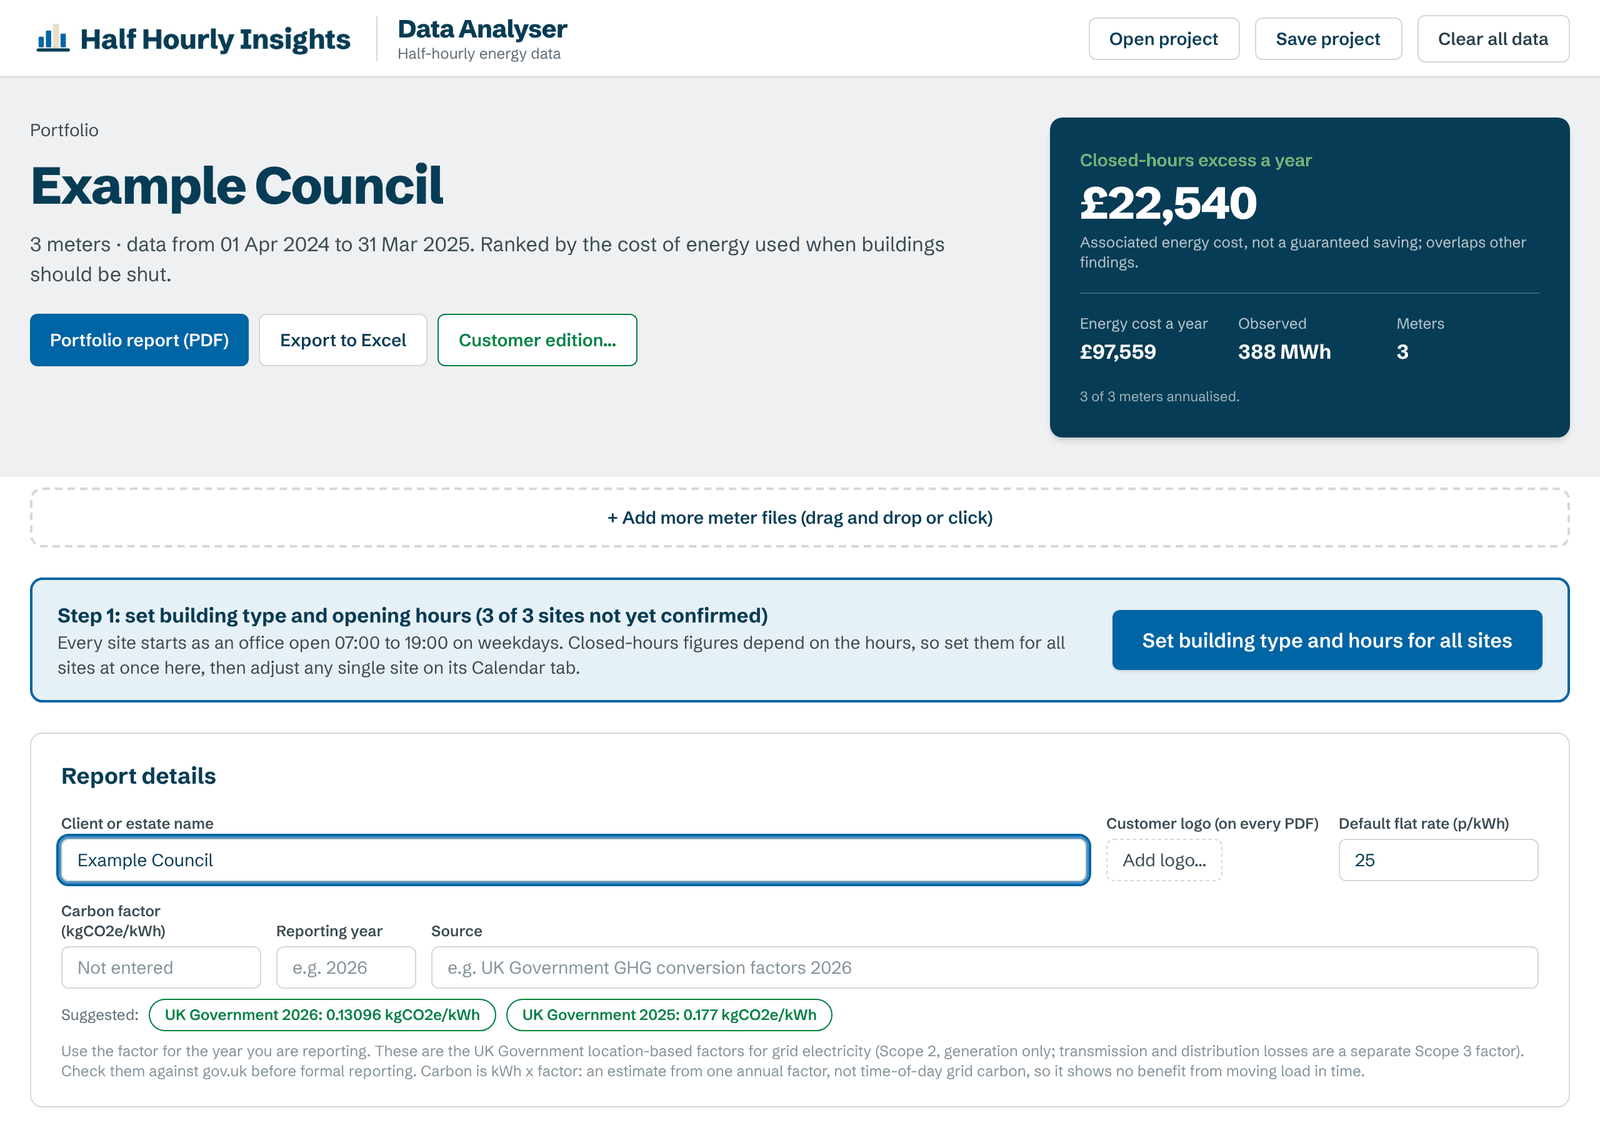 Half Hourly Insights
Data Analyser
Half-hourly energy data
Open project
Save project
Clear all data
Portfolio
Example Council
3 meters · data from 01 Apr 2024 to 31 Mar 2025. Ranked by the cost of energy used when buildings
should be shut.
Portfolio report (PDF)
Export to Excel
Customer edition...
Closed-hours excess a year
£22,540
Associated energy cost, not a guaranteed saving; overlaps other
findings.
Energy cost a year
Observed
Meters
£97,559
388 MWh
3
3 of 3 meters annualised.
+ Add more meter files (drag and drop or click)
Step 1: set building type and opening hours (3 of 3 sites not yet confirmed)
Every site starts as an office open 07:00 to 19:00 on weekdays. Closed-hours figures depend on the hours, so set them for all
sites at once here, then adjust any single site on its Calendar tab.
Set building type and hours for all sites
Report details
Client or estate name
Customer logo (on every PDF)
Default flat rate (p/kWh)
Example Council
Add logo...
25
Carbon factor
(kgCO2e/kWh)
Reporting year
Source
Not entered
e.g. 2026
e.g. UK Government GHG conversion factors 2026
Suggested:
UK Government 2026: 0.13096 kgCO2e/kWh
UK Government 2025: 0.177 kgCO2e/kWh
Use the factor for the year you are reporting. These are the UK Government location-based factors for grid electricity (Scope 2, generation only; transmission and distribution losses are a separate Scope 3 factor).
Check them against gov.uk before formal reporting. Carbon is kWh x factor: an estimate from one annual factor, not time-of-day grid carbon, so it shows no benefit from moving load in time.